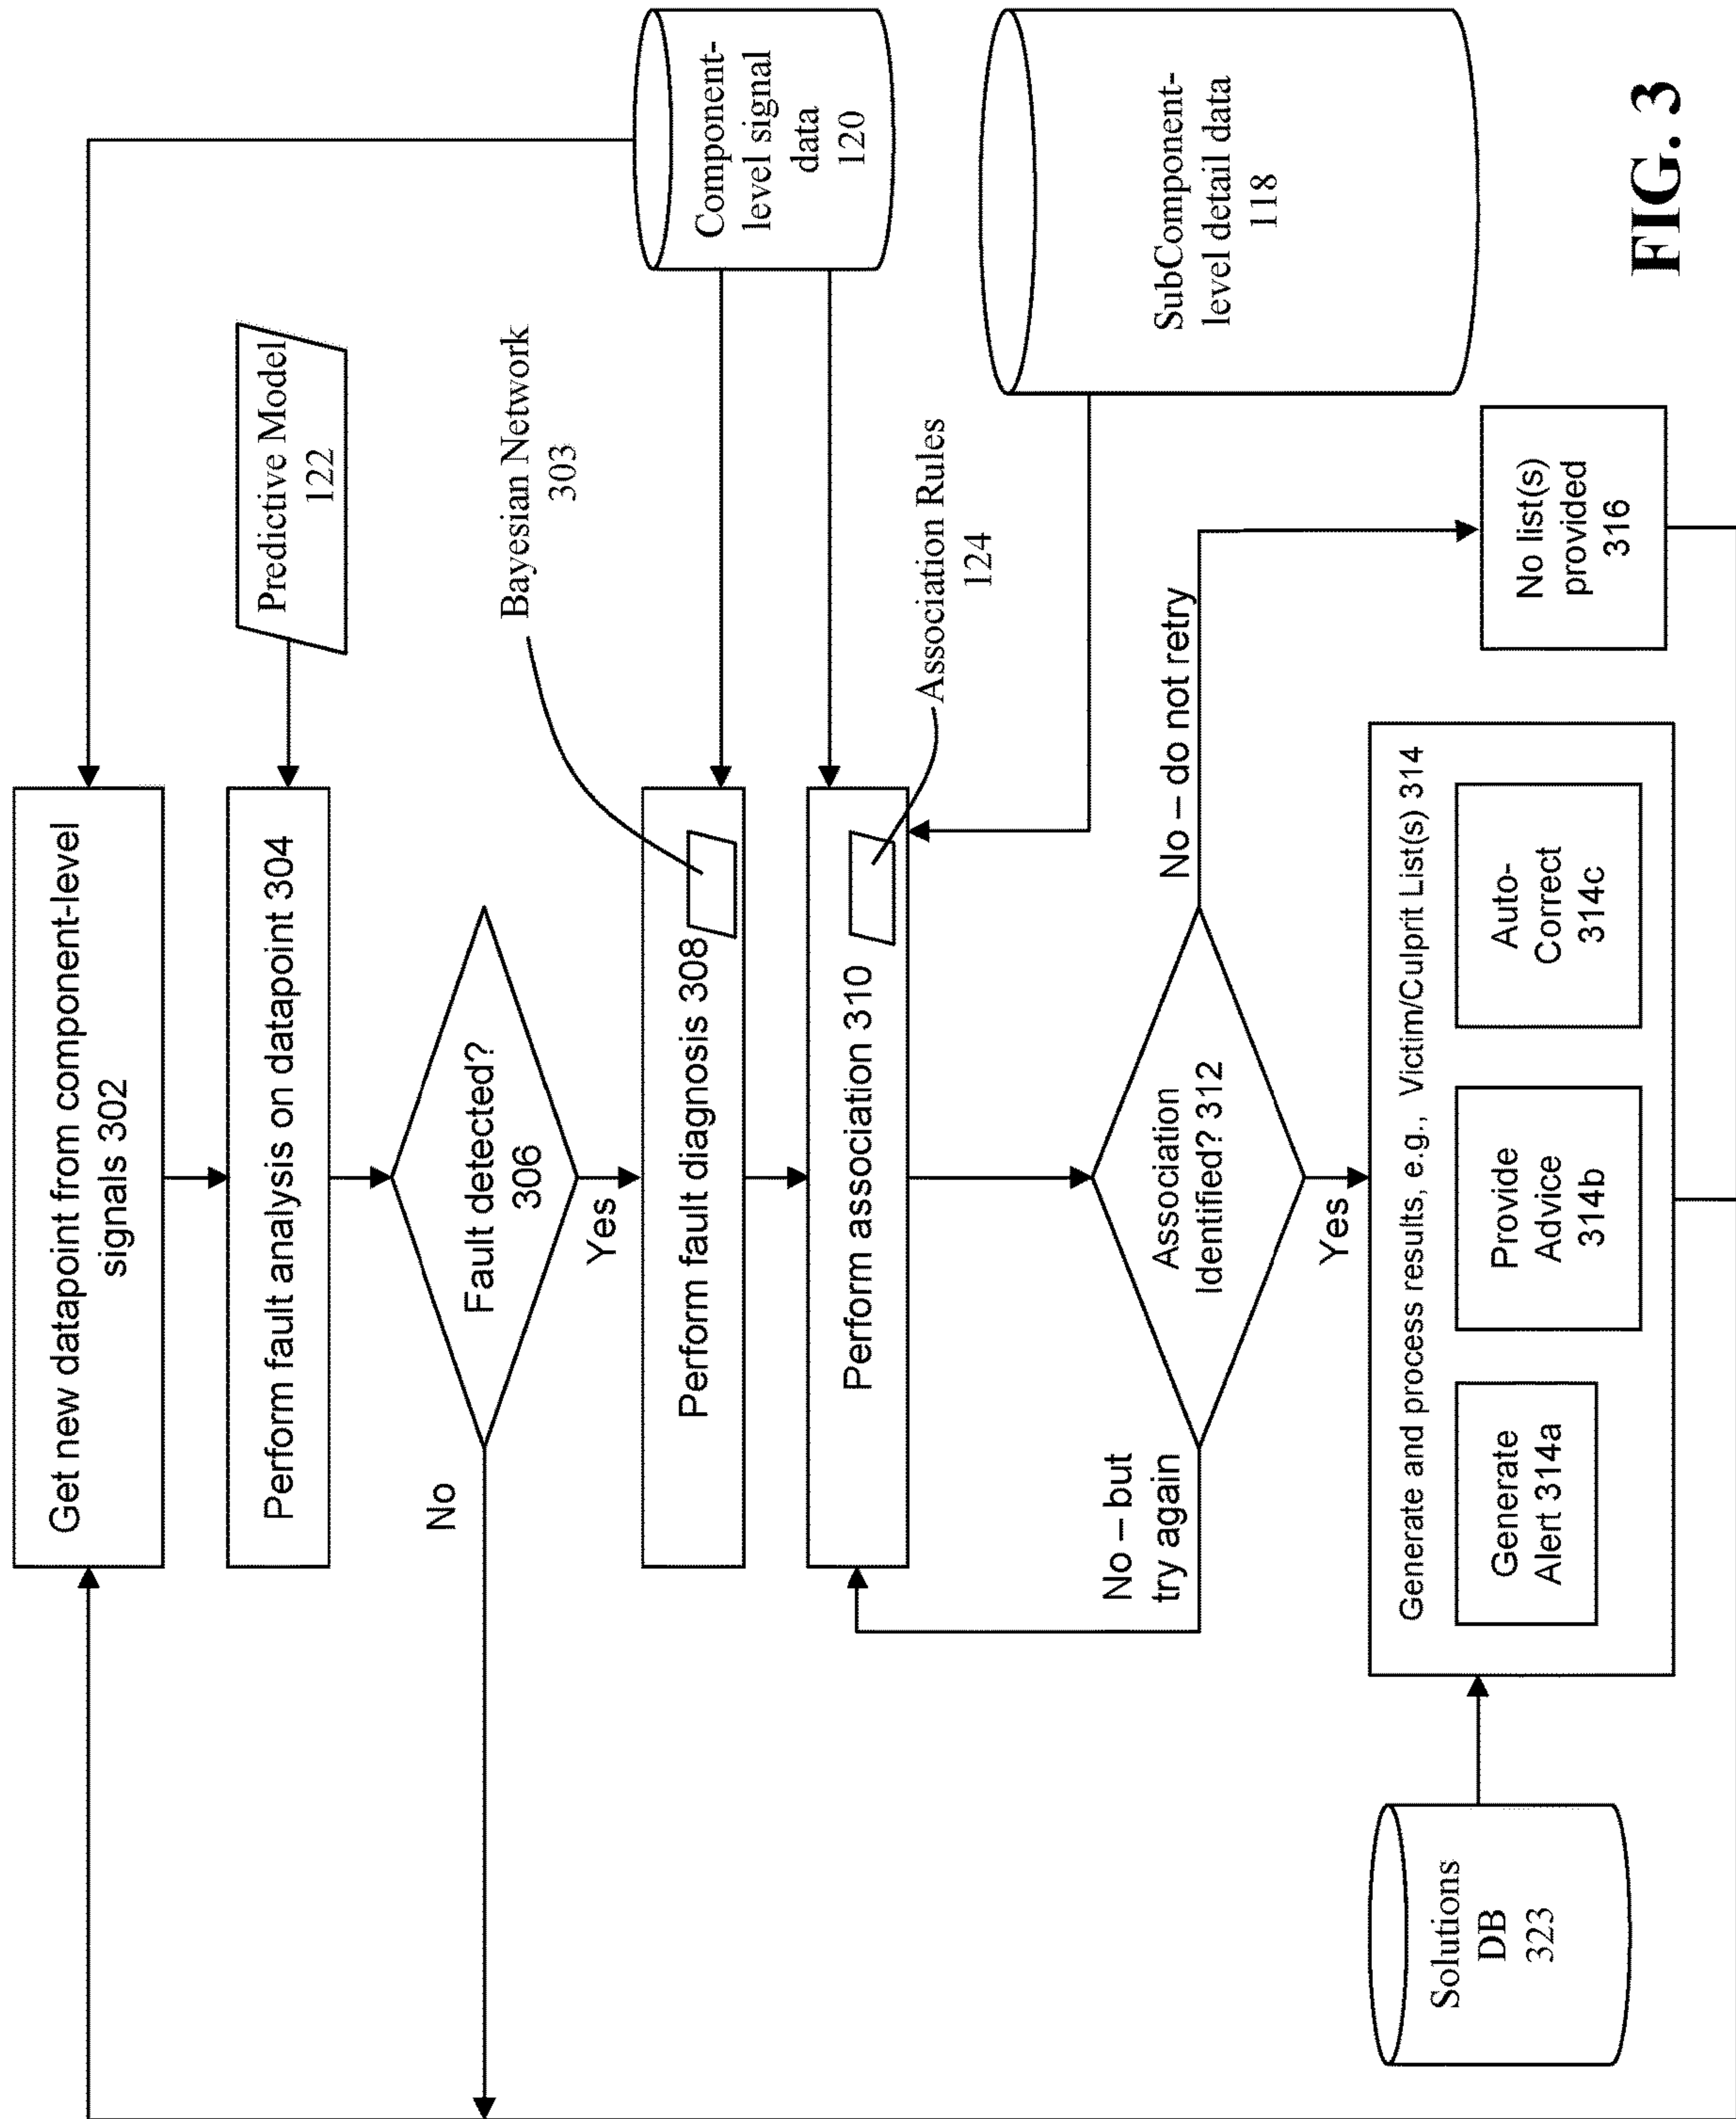 Get new datapoint from component-level
signals 302
Perform fault analysis on datapoint 304
Predictive Model
122
Fault detected?
306
No
Yes
Bayesian Network
303
Component-
level signal
data
120
Perform fault diagnosis 308
Perform association 310
Association Rules
124
SubComponent-
level detail data
118
Association
Identified? 312
No – but
try again
No – do not retry
Yes
Generate and process results, e.g., Victim/Culprit List(s) 314
Generate
Alert 314a
Provide
Advice
314b
Auto-
Correct
314c
No list(s)
provided
316
Solutions
DB
323
FIG. 3